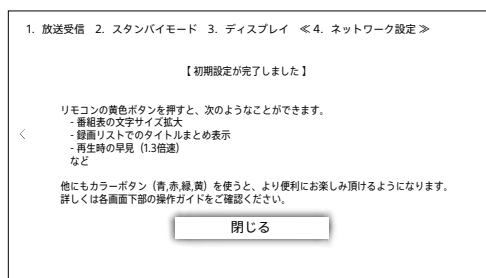 1. 放送受信 2. スタンバイモード 3. ディスプレイ ≪4. ネットワーク設定≫
【初期設定が完了しました】
リモコンの黄色ボタンを押すと、次のようなことができます。
- 番組表の文字サイズ拡大
- 録画リストでのタイトルまとめ表示
- 再生時の早見（1.3倍速）
など
他にもカラーボタン（青,赤,緑,黄）を使うと、より便利にお楽しみ頂けるようになります。
詳しくは各画面下部の操作ガイドをご確認ください。
閉じる